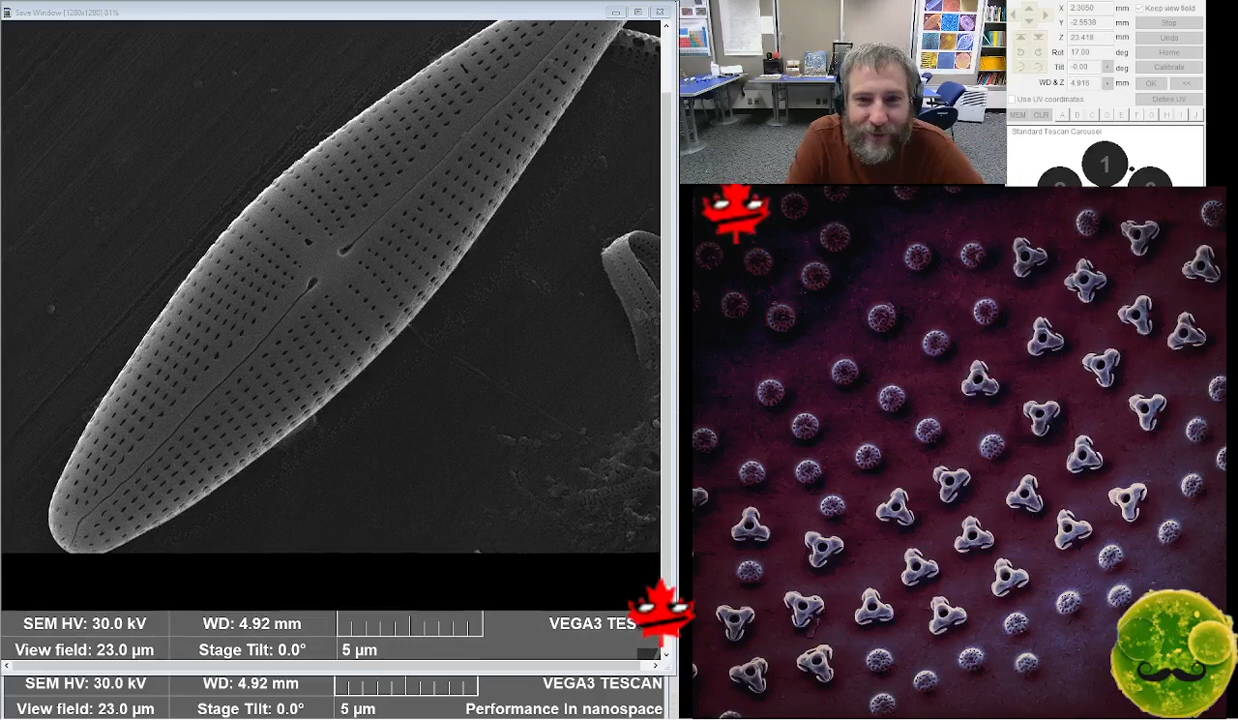 Save Window [1280x1280] 81%
SEM HV: 30.0 kV
WD: 4.92 mm
VEGA3 TES
View field: 23.0 μm
Stage Tilt: 0.0°
5 μm
SEM HV: 30.0 kV
WD: 4.92 mm
VEGA3 TESCAN
View field: 23.0 μm
Stage Tilt: 0.0°
5 μm
Performance in nanospace
X 2.3050 mm
Keep view field
Y -2.5538 mm
Stop
Z 23.418 mm
Undo
Rot 17.00 deg
Home
Tilt -0.00 deg
Calibrate
WD & Z 4.916 mm
OK <<
Use UV coordinates
Define UV
MEM CLR A B C D E F G H I J
Standard Tescan Carousel
1